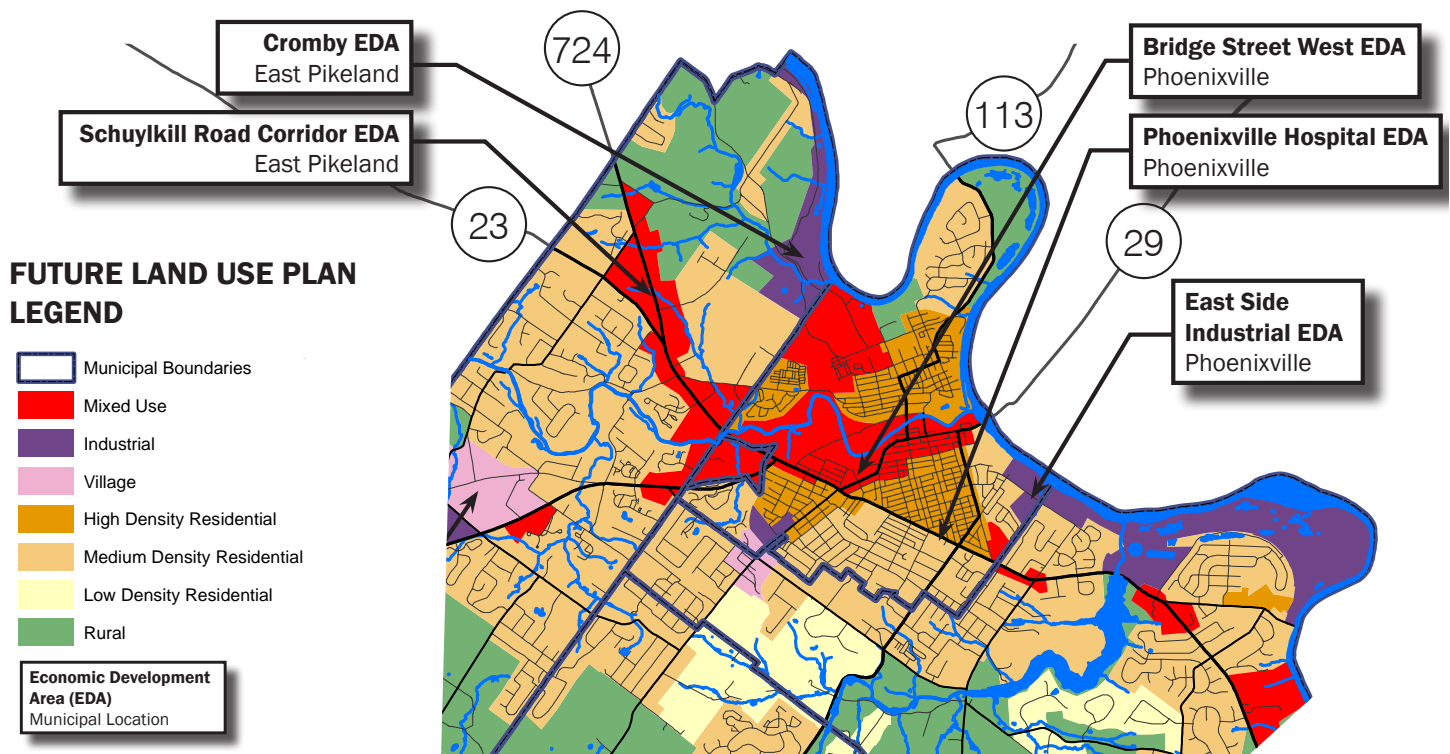 Cromby EDA
East Pikeland
724
Bridge Street West EDA
Phoenixville
113
Schuylkill Road Corridor EDA
East Pikeland
Phoenixville Hospital EDA
Phoenixville
23
29
FUTURE LAND USE PLAN
LEGEND
East Side
Industrial EDA
Phoenixville
Municipal Boundaries
Mixed Use
Industrial
Village
High Density Residential
Medium Density Residential
Low Density Residential
Rural
Economic Development
Area (EDA)
Municipal Location